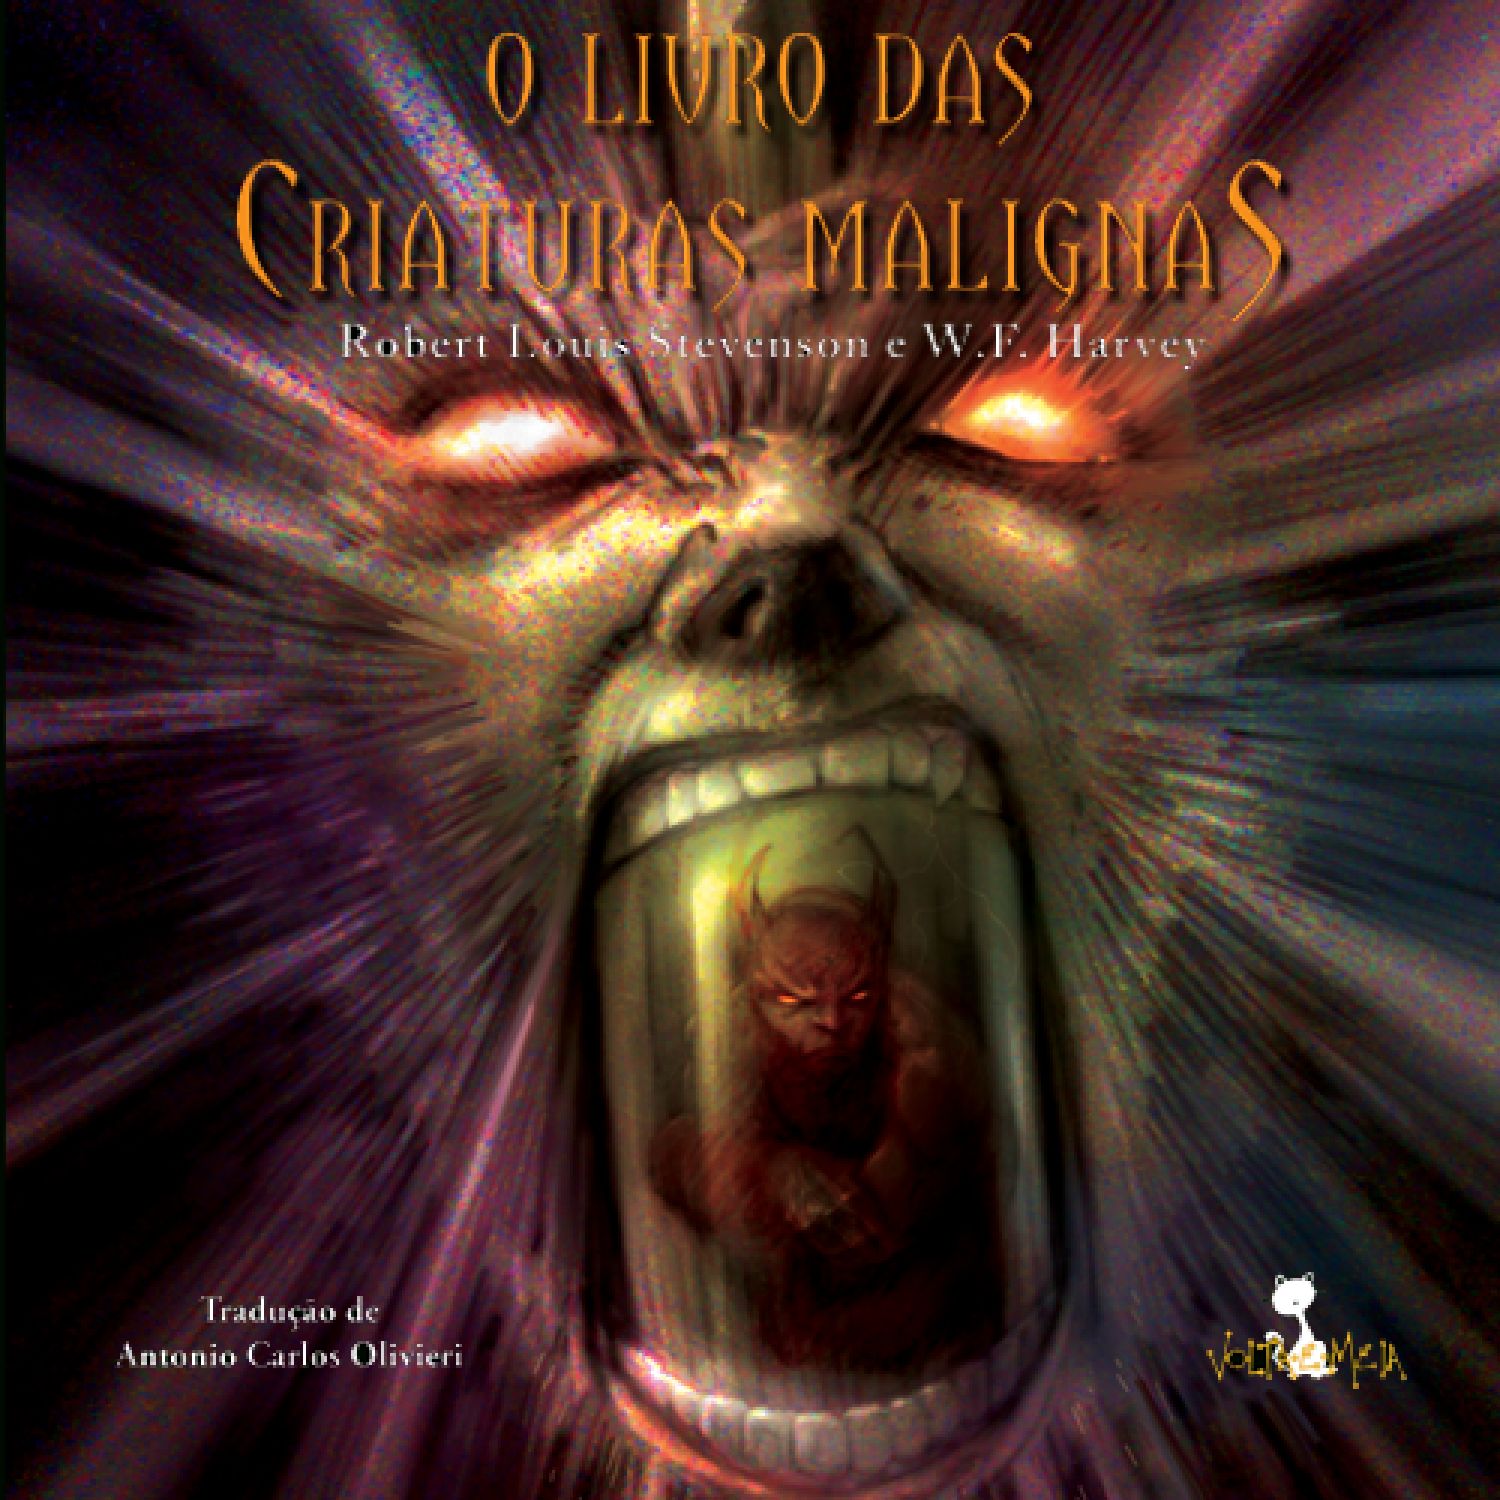 O LIVRO DAS
CRIATURAS MALIGNAS
Robert Louis Stevenson e W.F. Harvey
Tradução de
Antonio Carlos Olivieri
VOLTA E MEIA